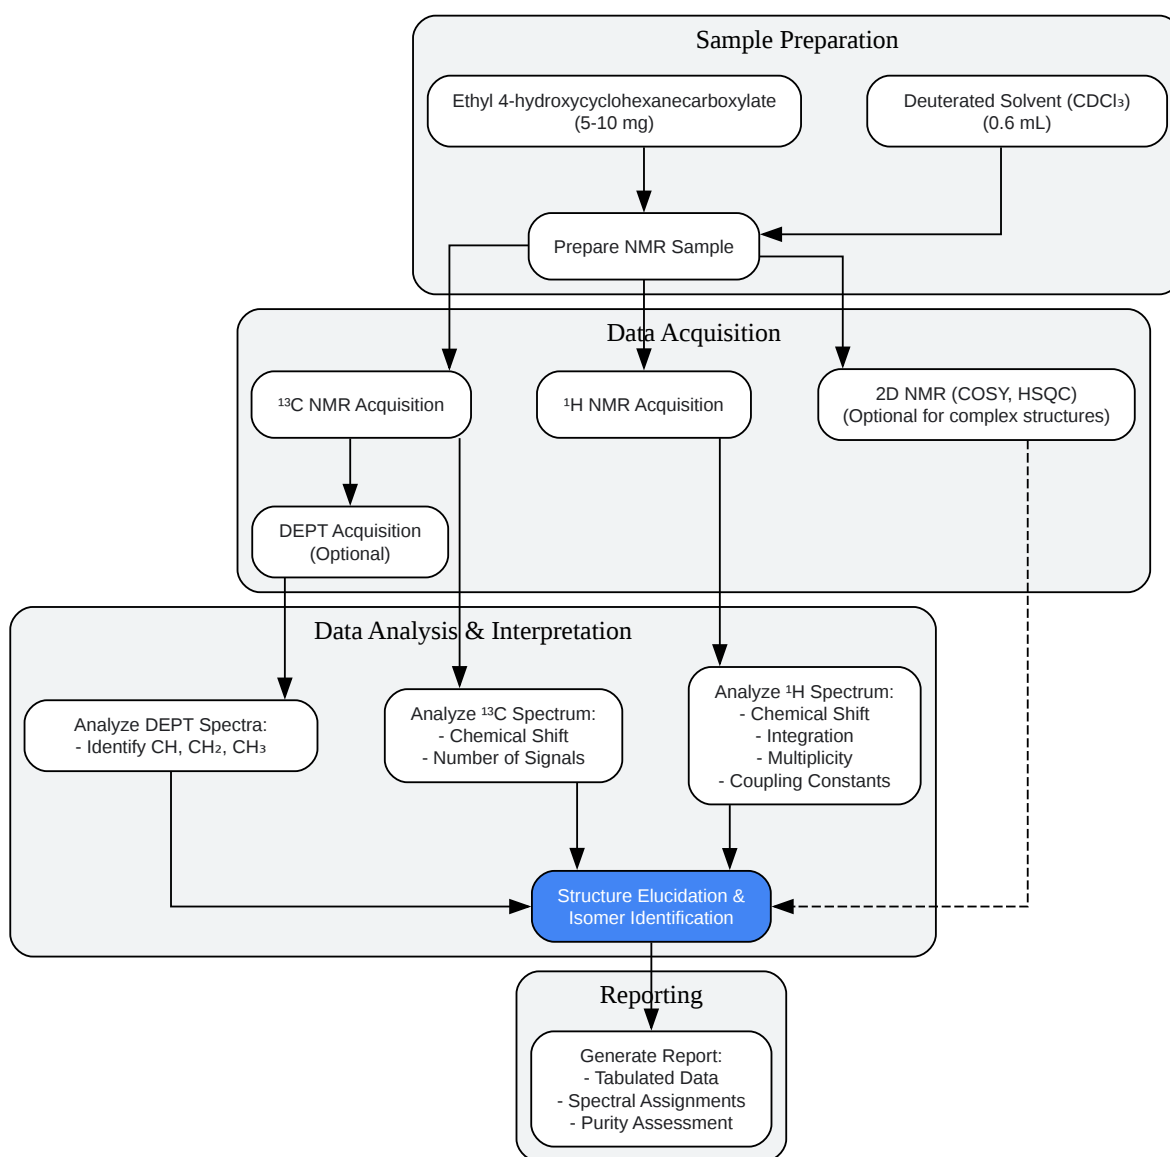 Sample Preparation
Ethyl 4-hydroxycyclohexanecarboxylate
(5-10 mg)
Deuterated Solvent (CDCl₃)
(0.6 mL)
Prepare NMR Sample
Data Acquisition
¹³C NMR Acquisition
¹H NMR Acquisition
2D NMR (COSY, HSQC)
(Optional for complex structures)
DEPT Acquisition
(Optional)
Data Analysis & Interpretation
Analyze DEPT Spectra:
- Identify CH, CH₂, CH₃
Analyze ¹³C Spectrum:
- Chemical Shift
- Number of Signals
Analyze ¹H Spectrum:
- Chemical Shift
- Integration
- Multiplicity
- Coupling Constants
Structure Elucidation &
Isomer Identification
Reporting
Generate Report:
- Tabulated Data
- Spectral Assignments
- Purity Assessment